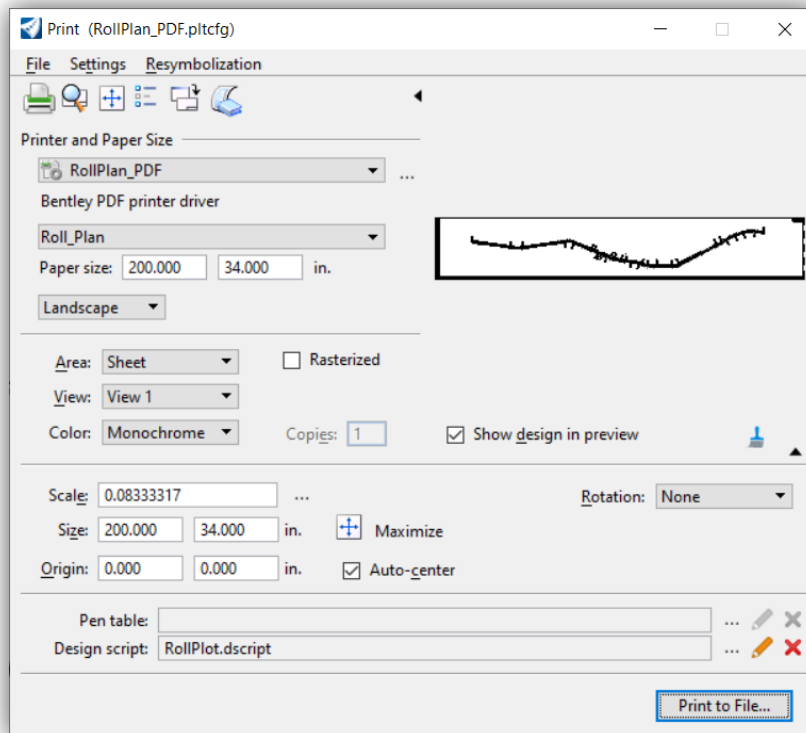 Print (RollPlan_PDF.pltcfg)
File Settings Resymbolization
Printer and Paper Size
RollPlan_PDF ...
Bentley PDF printer driver
Roll_Plan
Paper size: 200.000 34.000 in.
Landscape
Area: Sheet Rasterized
View: View 1
Color: Monochrome Copies: 1 Show design in preview
Scale: 0.08333317 ... Rotation: None
Size: 200.000 34.000 in. Maximize
Origin: 0.000 0.000 in. Auto-center
Pen table: ...
Design script: RollPlot.dscript ...
Print to File...